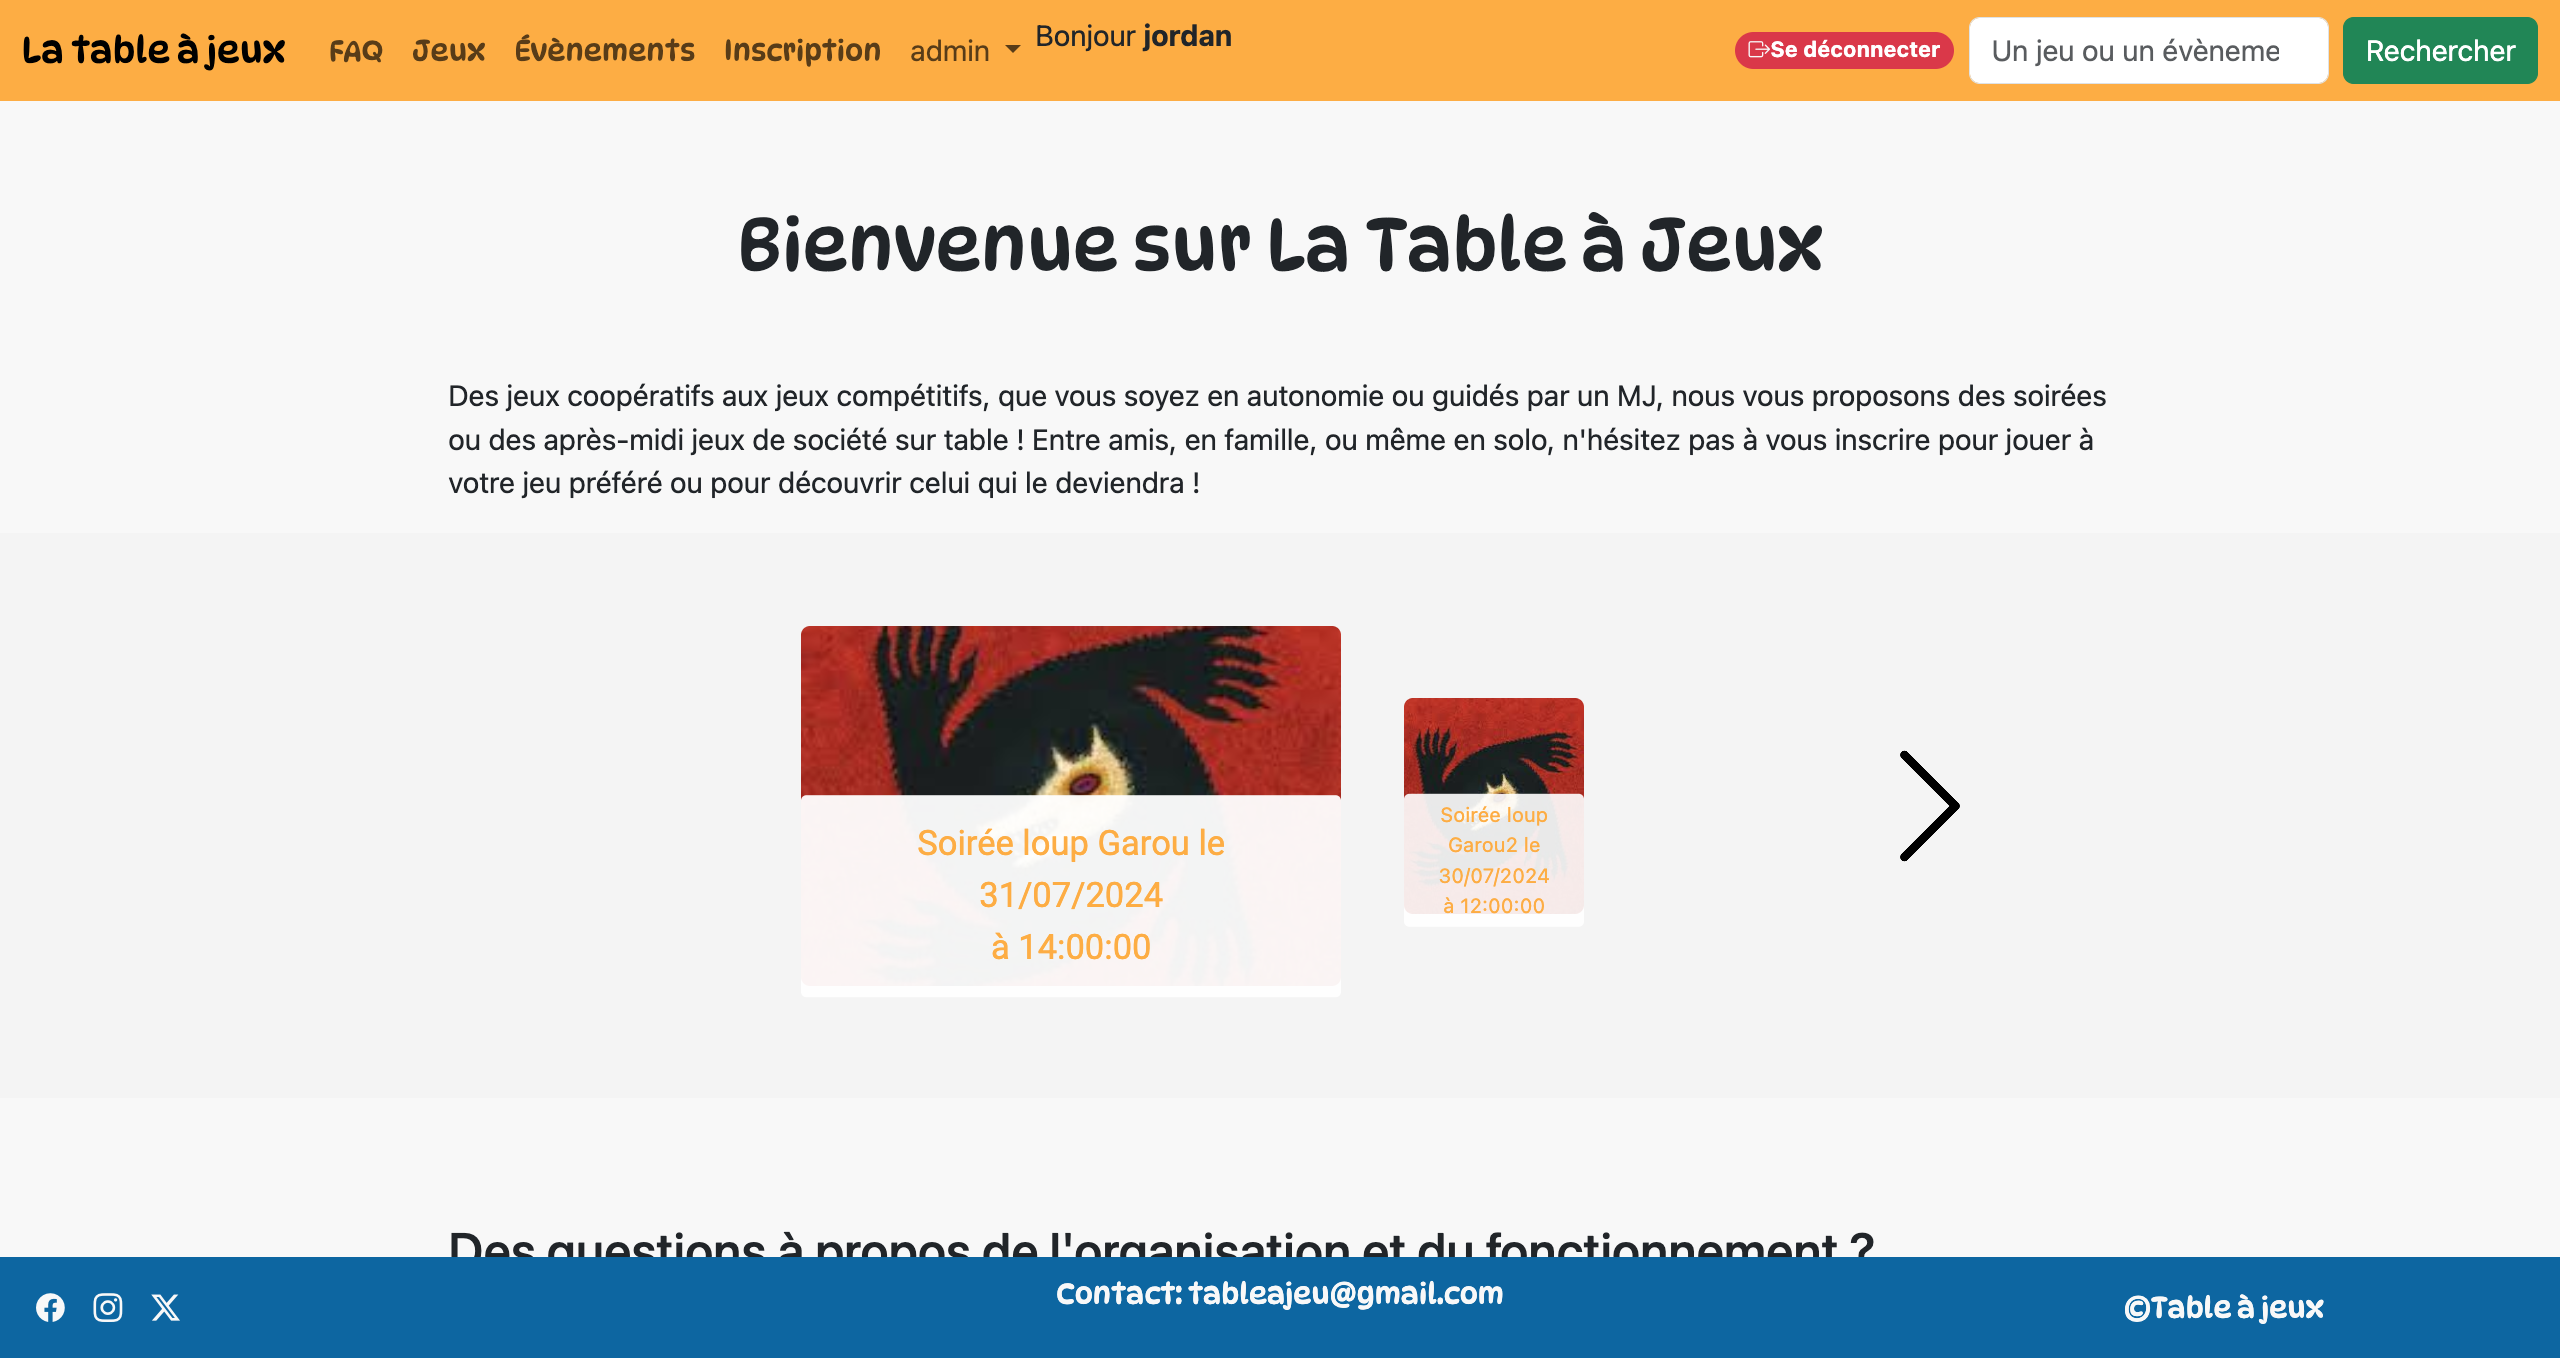 La table à jeux
FAQ
Jeux
Évènements
Inscription
admin
Bonjour jordan
Se déconnecter
Un jeu ou un évèneme
Rechercher
Bienvenue sur La Table à Jeux
Des jeux coopératifs aux jeux compétitifs, que vous soyez en autonomie ou guidés par un MJ, nous vous proposons des soirées
ou des après-midi jeux de société sur table ! Entre amis, en famille, ou même en solo, n'hésitez pas à vous inscrire pour jouer à
votre jeu préféré ou pour découvrir celui qui le deviendra !
Soirée loup Garou le
31/07/2024
à 14:00:00
Soirée loup
Garou2 le
30/07/2024
à 12:00:00
Des questions à propos de l'organisation et du fonctionnement ?
Contact: tableajeu@gmail.com
©Table à jeux